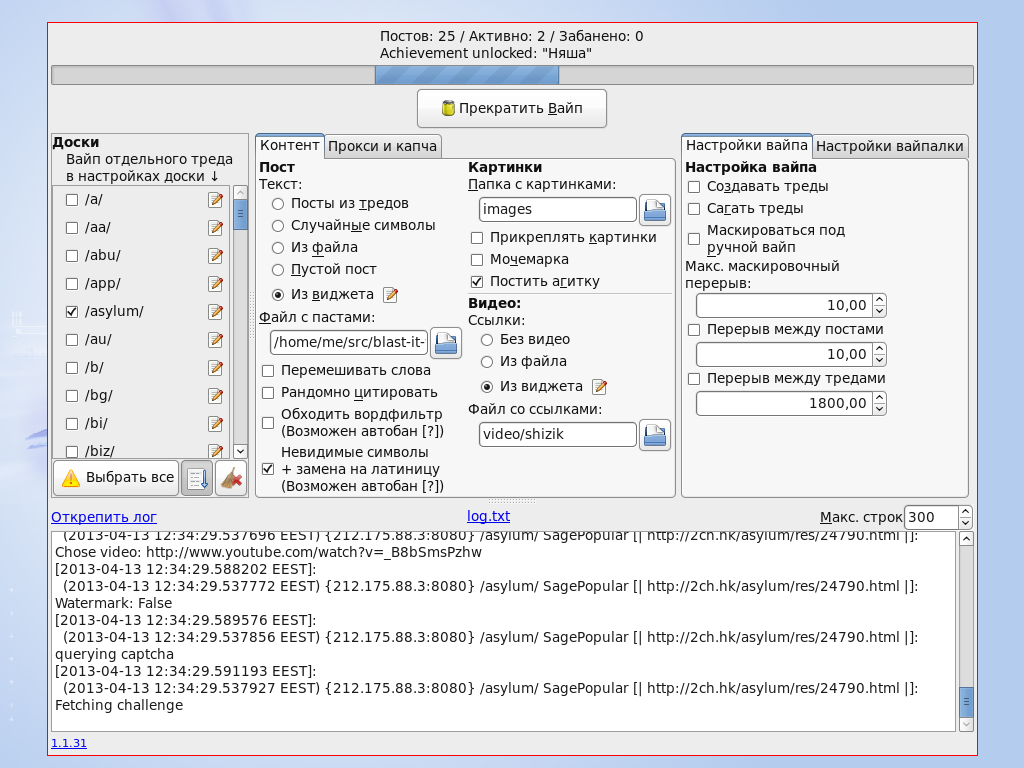 Постов: 25 / Активно: 2 / Забанено: 0
Achievement unlocked: "Няша"
Прекратить Вайп
Доски
Вайп отдельного треда
в настройках доски ↓
/a/
/aa/
/abu/
/app/
/asylum/
/au/
/b/
/bg/
/bi/
/biz/
Выбрать все
Контент
Прокси и капча
Пост
Текст:
Посты из тредов
Случайные символы
Из файла
Пустой пост
Из виджета
Файл с пастами:
/home/me/src/blast-it-
Перемешивать слова
Рандомно цитировать
Обходить вордфильтр
(Возможен автобан [?])
Невидимые символы
+ замена на латиницу
(Возможен автобан [?])
Картинки
Папка с картинками:
images
Прикреплять картинки
Мочемарка
Постить агитку
Видео:
Ссылки:
Без видео
Из файла
Из виджета
Файл со ссылками:
video/shizik
Настройки вайпа
Настройки вайпалки
Настройка вайпа
Создавать треды
Сагать треды
Маскироваться под
ручной вайп
Макс. маскировочный
перерыв:
10,00
Перерыв между постами
10,00
Перерыв между тредами
1800,00
Открепить лог
log.txt
Макс. строк
300
(2013-04-13 12:34:29.537696 EEST) {212.175.88.3:8080} /asylum/ SagePopular [| http://2ch.hk/asylum/res/24790.html |]:
Chose video: http://www.youtube.com/watch?v=_B8bSmsPzhw
[2013-04-13 12:34:29.588202 EEST]:
(2013-04-13 12:34:29.537772 EEST) {212.175.88.3:8080} /asylum/ SagePopular [| http://2ch.hk/asylum/res/24790.html |]:
Watermark: False
[2013-04-13 12:34:29.589576 EEST]:
(2013-04-13 12:34:29.537856 EEST) {212.175.88.3:8080} /asylum/ SagePopular [| http://2ch.hk/asylum/res/24790.html |]:
querying captcha
[2013-04-13 12:34:29.591193 EEST]:
(2013-04-13 12:34:29.537927 EEST) {212.175.88.3:8080} /asylum/ SagePopular [| http://2ch.hk/asylum/res/24790.html |]:
Fetching challenge
1.1.31